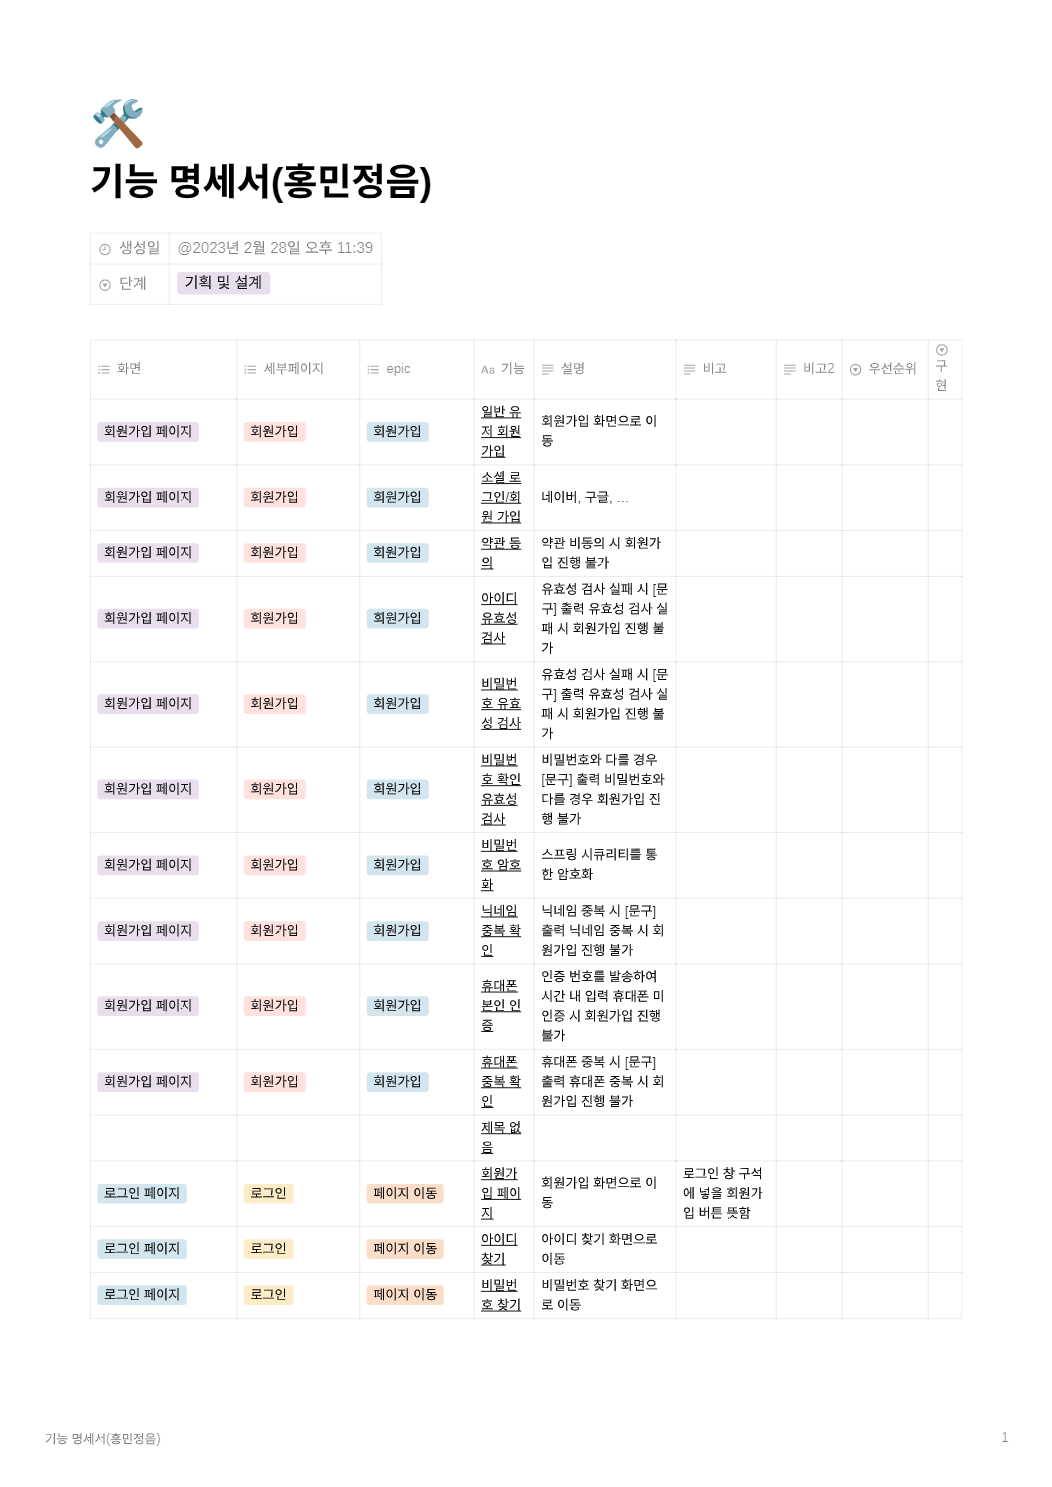 기능 명세서(홍민정음)
생성일 @2023년 2월 28일 오후 11:39
단계 기획 및 설계
화면 세부페이지 epic Aa 기능 설명 비고 비고2 우선순위 구현
회원가입 페이지 회원가입 회원가입 일반 유저 회원가입 회원가입 화면으로 이동
회원가입 페이지 회원가입 회원가입 소셜 로그인/회원 가입 네이버, 구글, …
회원가입 페이지 회원가입 회원가입 약관 동의 약관 비동의 시 회원가입 진행 불가
회원가입 페이지 회원가입 회원가입 아이디 유효성 검사 유효성 검사 실패 시 [문구] 출력 유효성 검사 실패 시 회원가입 진행 불가
회원가입 페이지 회원가입 회원가입 비밀번호 유효성 검사 유효성 검사 실패 시 [문구] 출력 유효성 검사 실패 시 회원가입 진행 불가
회원가입 페이지 회원가입 회원가입 비밀번호 확인 유효성 검사 비밀번호와 다를 경우 [문구] 출력 비밀번호와 다를 경우 회원가입 진행 불가
회원가입 페이지 회원가입 회원가입 비밀번호 암호화 스프링 시큐리티를 통한 암호화
회원가입 페이지 회원가입 회원가입 닉네임 중복 확인 닉네임 중복 시 [문구] 출력 닉네임 중복 시 회원가입 진행 불가
회원가입 페이지 회원가입 회원가입 휴대폰 본인 인증 인증 번호를 발송하여 시간 내 입력 휴대폰 미인증 시 회원가입 진행 불가
회원가입 페이지 회원가입 회원가입 휴대폰 중복 확인 휴대폰 중복 시 [문구] 출력 휴대폰 중복 시 회원가입 진행 불가
제목 없음
로그인 페이지 로그인 페이지 이동 회원가입 페이지 회원가입 화면으로 이동 로그인 창 구석에 넣을 회원가입 버튼 뜻함
로그인 페이지 로그인 페이지 이동 아이디 찾기 아이디 찾기 화면으로 이동
로그인 페이지 로그인 페이지 이동 비밀번호 찾기 비밀번호 찾기 화면으로 이동
기능 명세서(홍민정음) 1